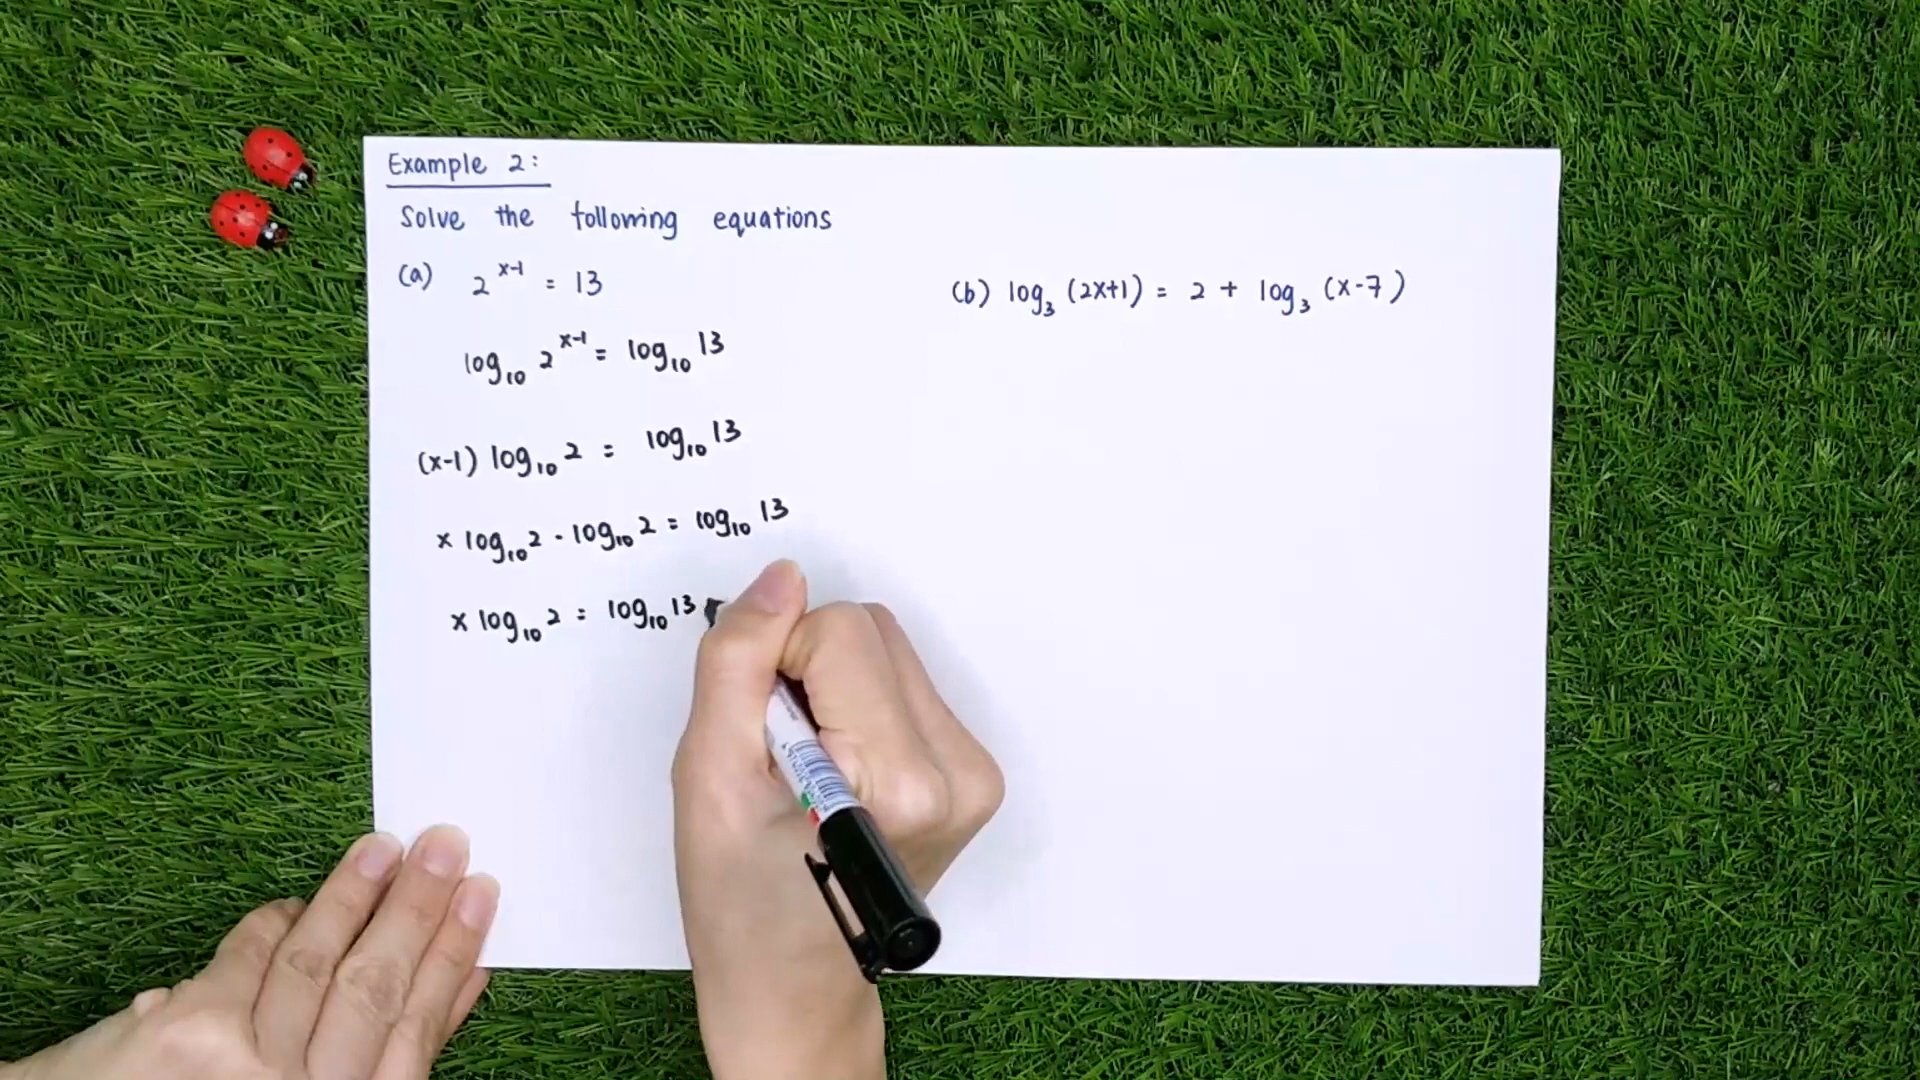 Example 2:
Solve the following equations
(a) 2^(x-1) = 13
log₁₀ 2^(x-1) = log₁₀ 13
(x-1) log₁₀ 2 = log₁₀ 13
x log₁₀ 2 - log₁₀ 2 = log₁₀ 13
x log₁₀ 2 = log₁₀ 13
(b) log₃ (2x+1) = 2 + log₃ (x-7)